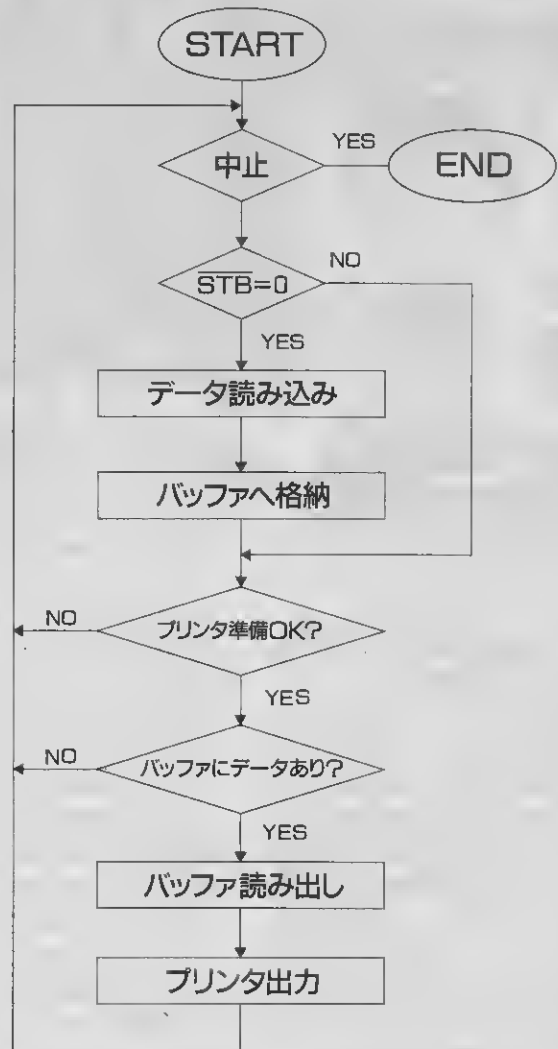 START
中止
YES
END
S̅T̅B̅=0
NO
YES
データ読み込み
バッファへ格納
プリンタ準備OK?
NO
YES
バッファにデータあり?
NO
YES
バッファ読み出し
プリンタ出力